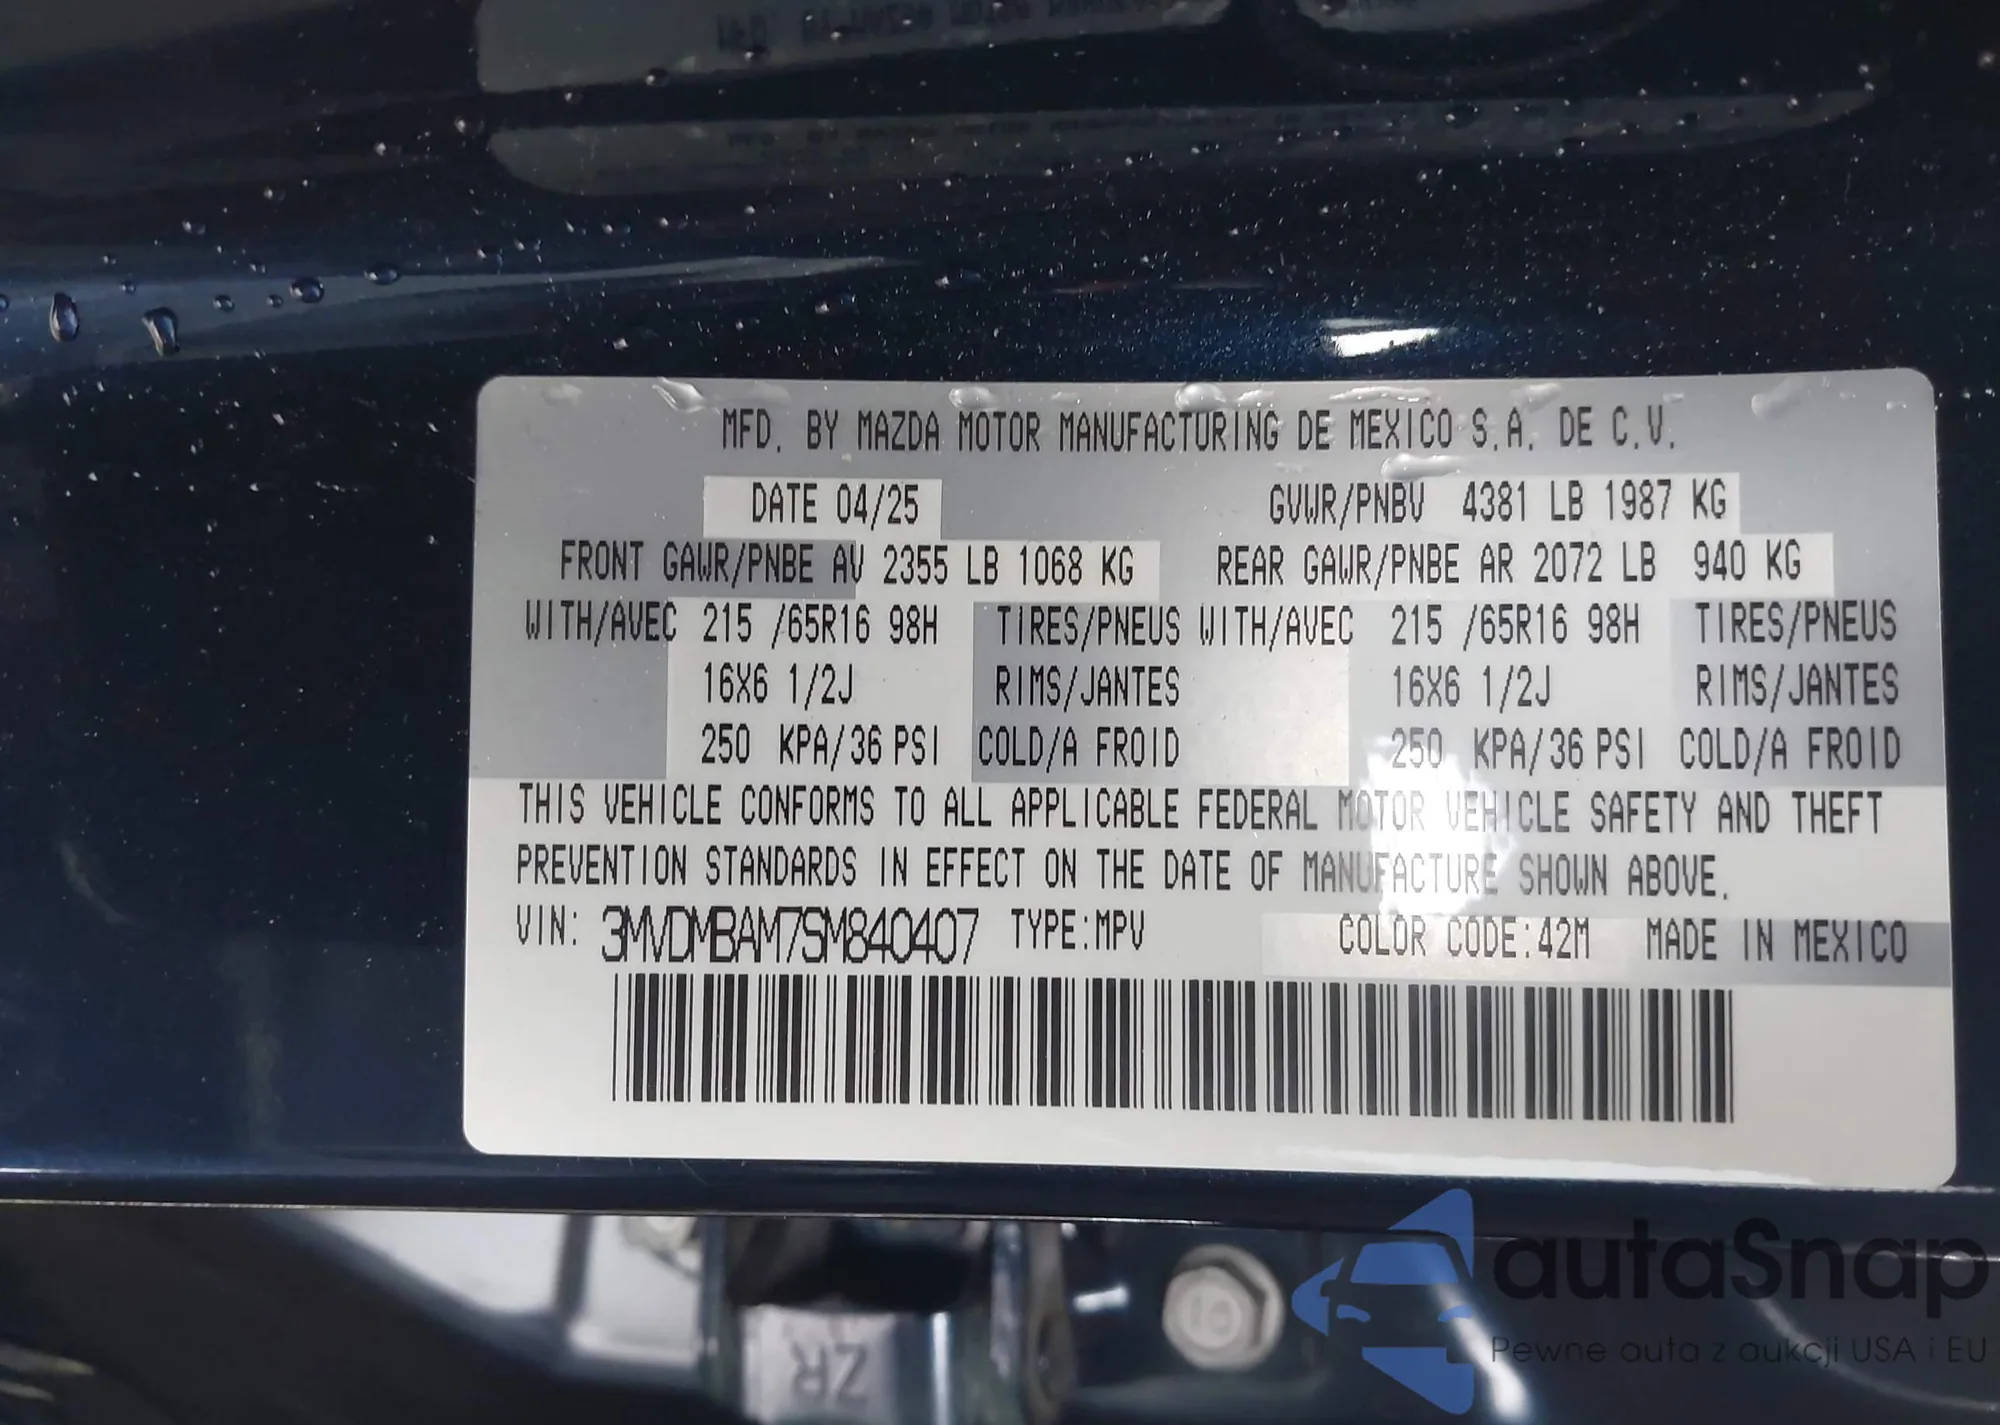 MFD. BY MAZDA MOTOR MANUFACTURING DE MEXICO S.A. DE C.V.
DATE 04/25 GVWR/PNBV 4381 LB 1987 KG
FRONT GAWR/PNBE AV 2355 LB 1068 KG REAR GAWR/PNBE AR 2072 LB 940 KG
WITH/AVEC 215 /65R16 98H TIRES/PNEUS WITH/AVEC 215 /65R16 98H TIRES/PNEUS
16X6 1/2J RIMS/JANTES 16X6 1/2J RIMS/JANTES
250 KPA/36 PSI COLD/A FROID 250 KPA/36 PSI COLD/A FROID
THIS VEHICLE CONFORMS TO ALL APPLICABLE FEDERAL MOTOR VEHICLE SAFETY AND THEFT
PREVENTION STANDARDS IN EFFECT ON THE DATE OF MANUFACTURE SHOWN ABOVE.
VIN: 3MVDMBAM7SM840407 TYPE:MPV COLOR CODE:42M MADE IN MEXICO
ZR
10
autaSnap
Pewne auta z aukcji USA i EU